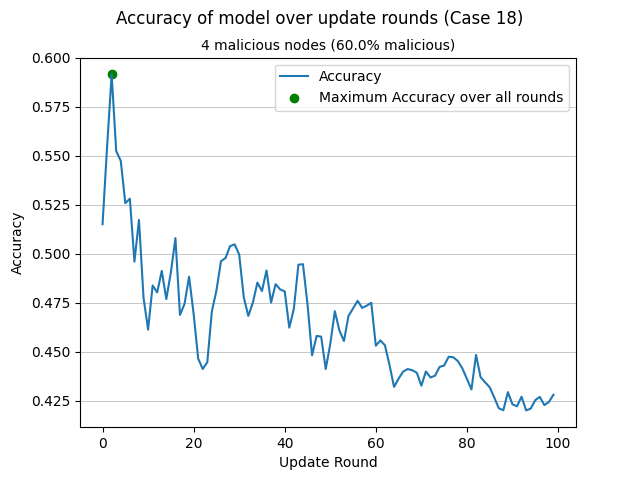 Accuracy of model over update rounds (Case 18)
4 malicious nodes (60.0% malicious)
Accuracy
Maximum Accuracy over all rounds
0.600
0.575
0.550
0.525
0.500
0.475
0.450
0.425
Accuracy
0 20 40 60 80 100
Update Round